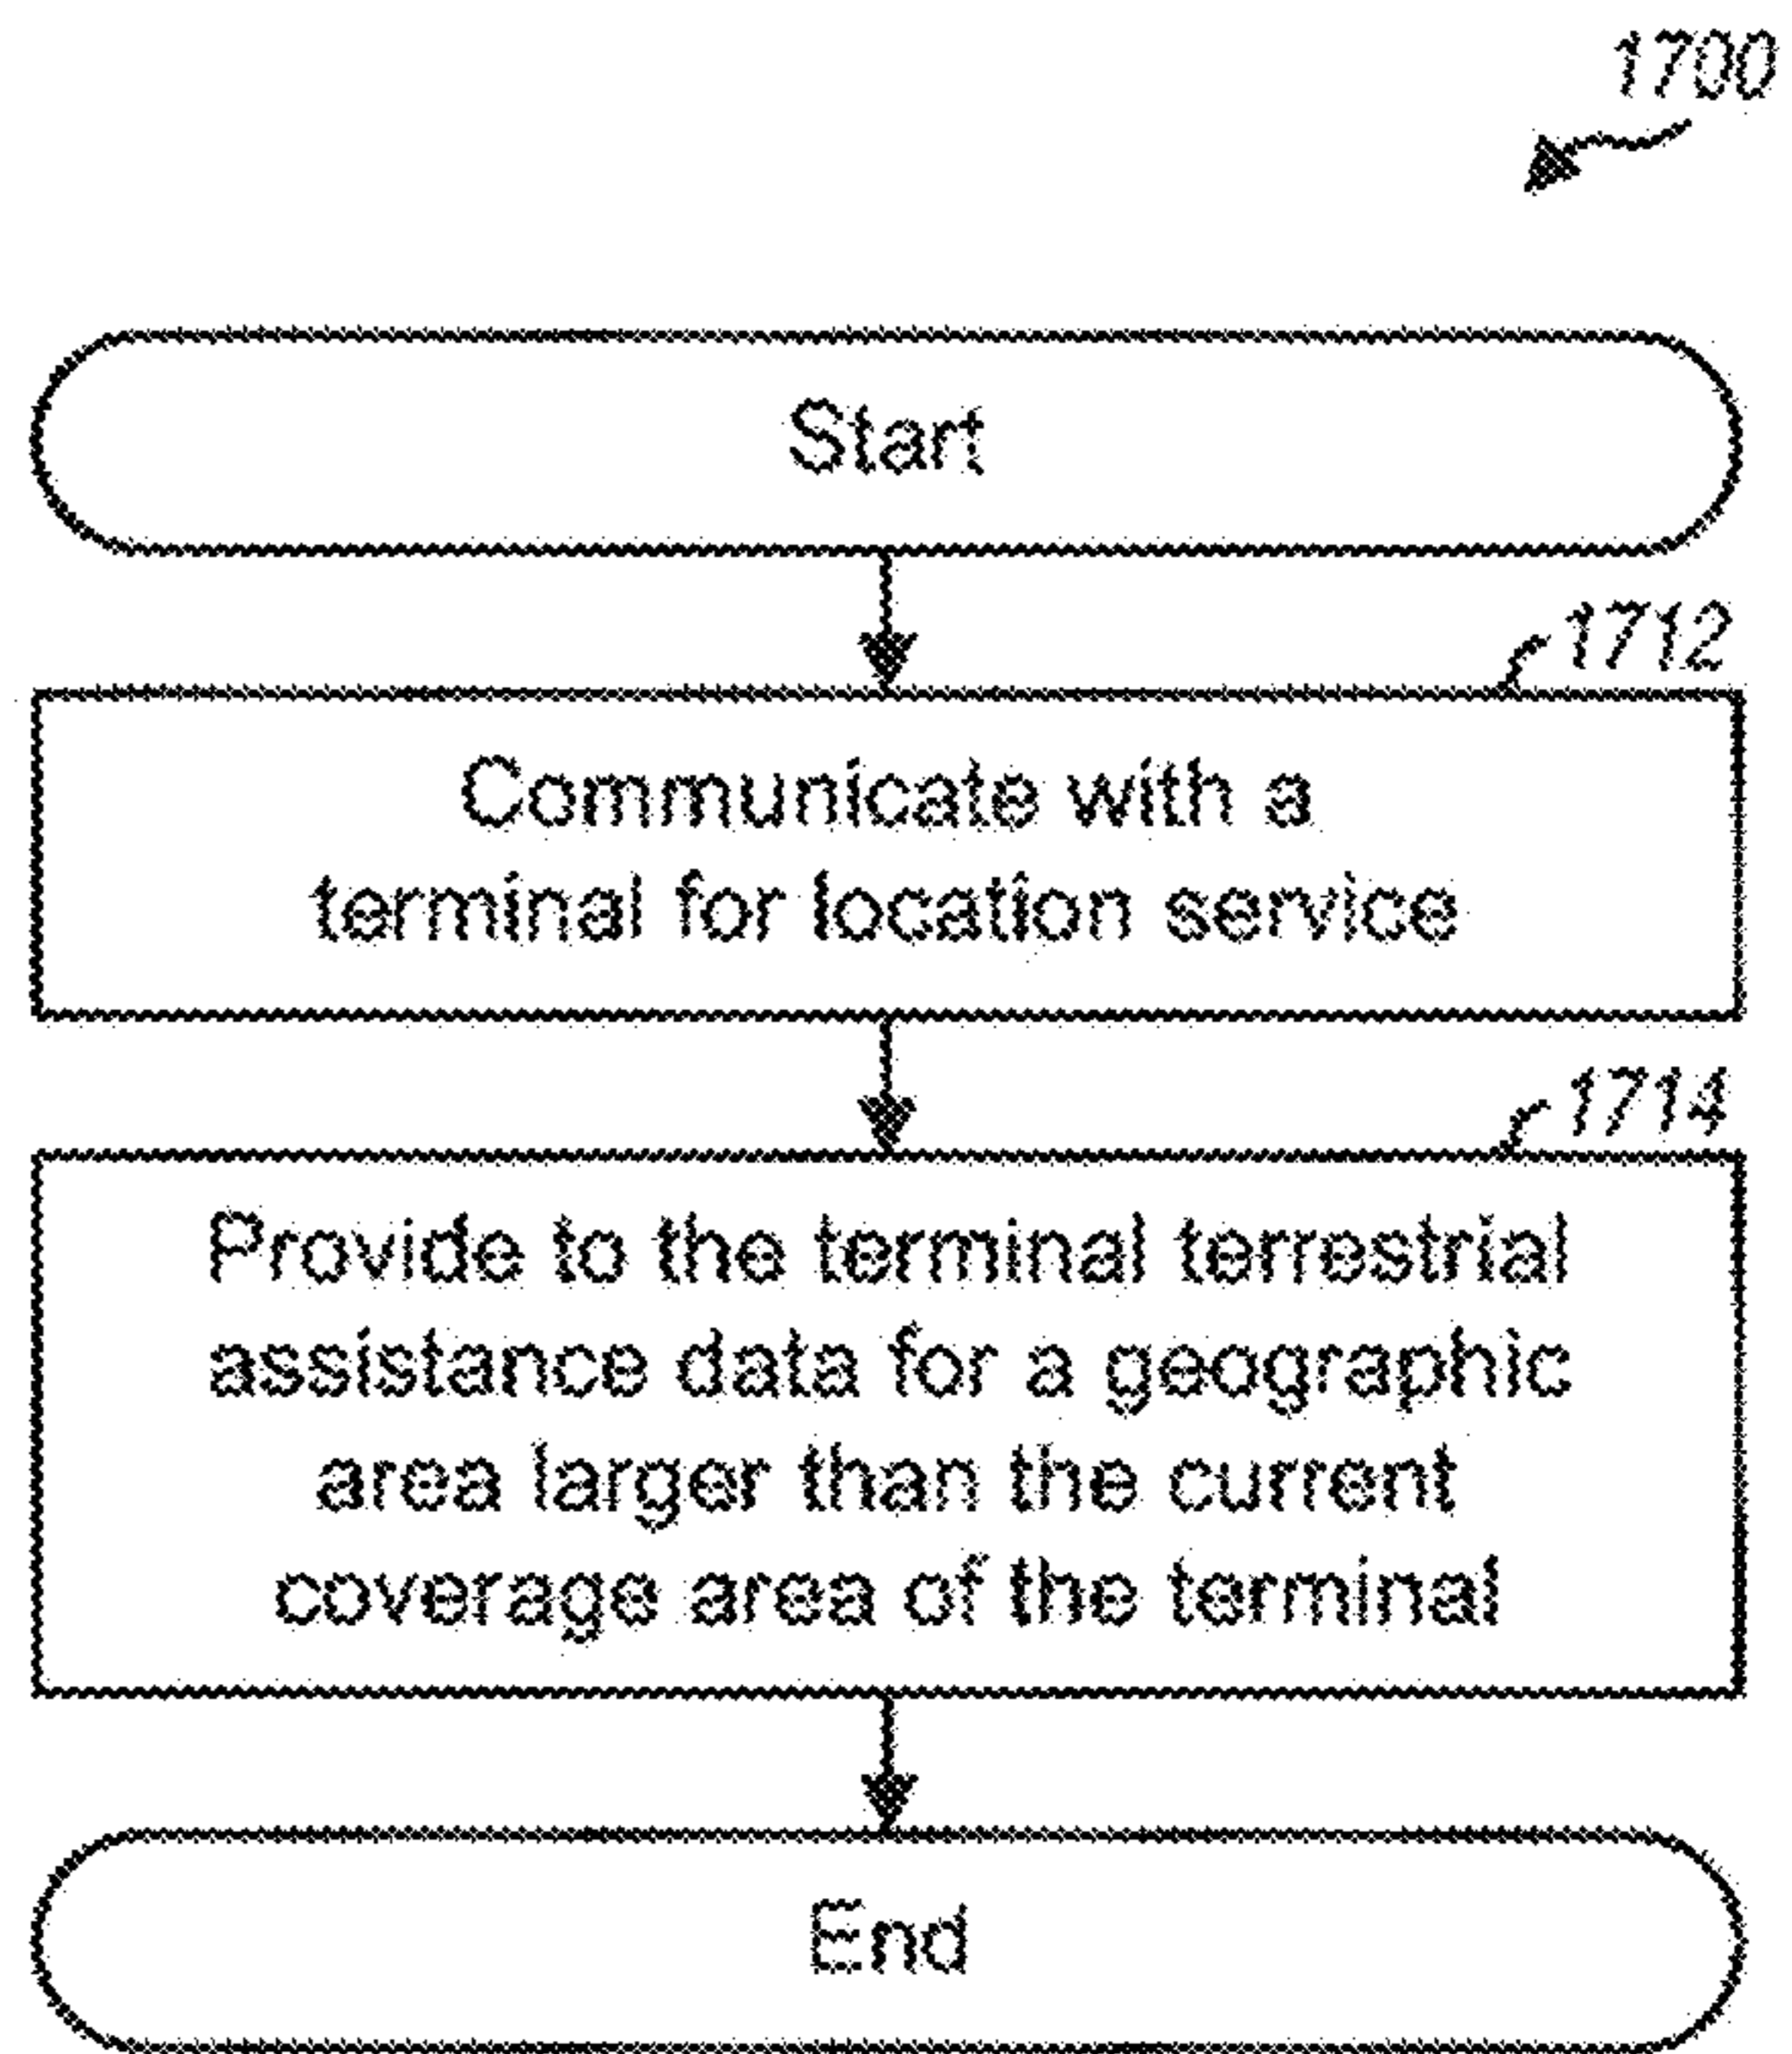 1700
Start
1712
Communicate with a
terminal for location service
1714
Provide to the terminal terrestrial
assistance data for a geographic
area larger than the current
coverage area of the terminal
End